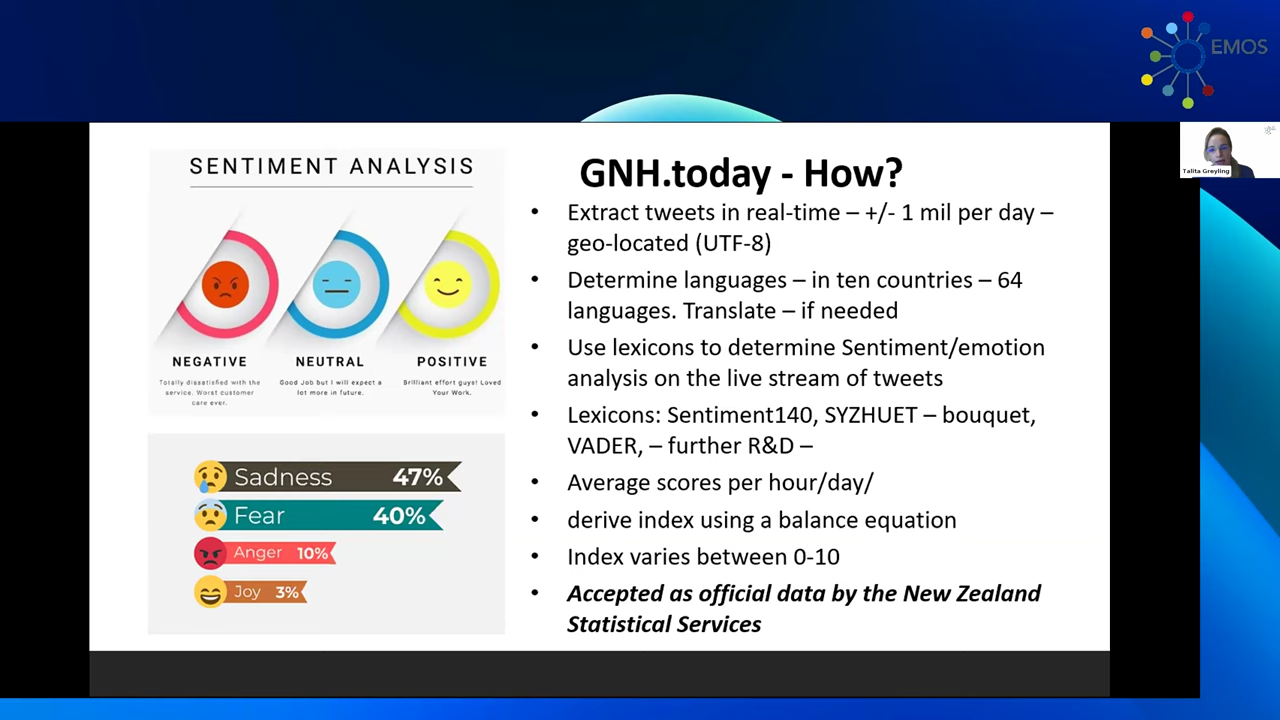 EMOS
Talita Greyling
SENTIMENT ANALYSIS
NEGATIVE
Totally dissatisfied with the
service. Worst customer
care ever.
NEUTRAL
Good Job but I will expect a
lot more in future.
POSITIVE
Brilliant effort guys! Loved
Your Work.
Sadness 47%
Fear 40%
Anger 10%
Joy 3%
GNH.today - How?
• Extract tweets in real-time – +/- 1 mil per day –
geo-located (UTF-8)
• Determine languages – in ten countries – 64
languages. Translate – if needed
• Use lexicons to determine Sentiment/emotion
analysis on the live stream of tweets
• Lexicons: Sentiment140, SYZHUET – bouquet,
VADER, – further R&D –
• Average scores per hour/day/
• derive index using a balance equation
• Index varies between 0-10
• Accepted as official data by the New Zealand
Statistical Services